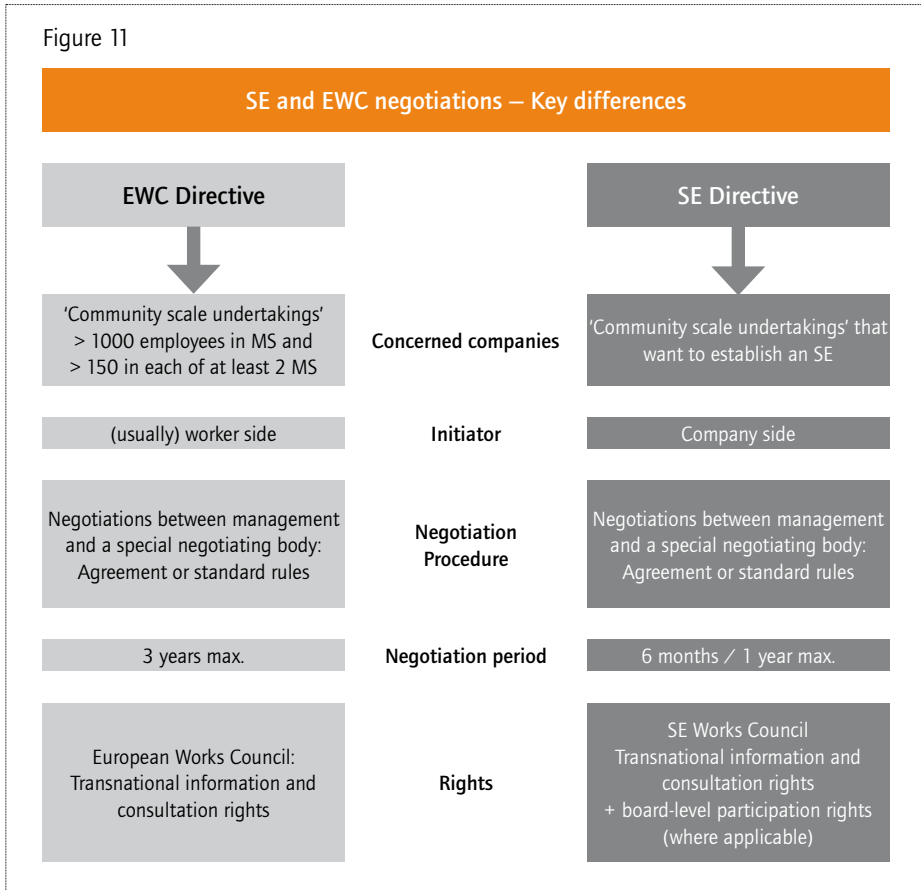 Figure 11
SE and EWC negotiations – Key differences
EWC Directive
SE Directive
'Community scale undertakings'
> 1000 employees in MS and
> 150 in each of at least 2 MS
Concerned companies
'Community scale undertakings' that
want to establish an SE
(usually) worker side
Initiator
Company side
Negotiations between management
and a special negotiating body:
Agreement or standard rules
Negotiation
Procedure
Negotiations between management
and a special negotiating body:
Agreement or standard rules
3 years max.
Negotiation period
6 months / 1 year max.
European Works Council:
Transnational information and
consultation rights
Rights
SE Works Council
Transnational information and
consultation rights
+ board-level participation rights
(where applicable)